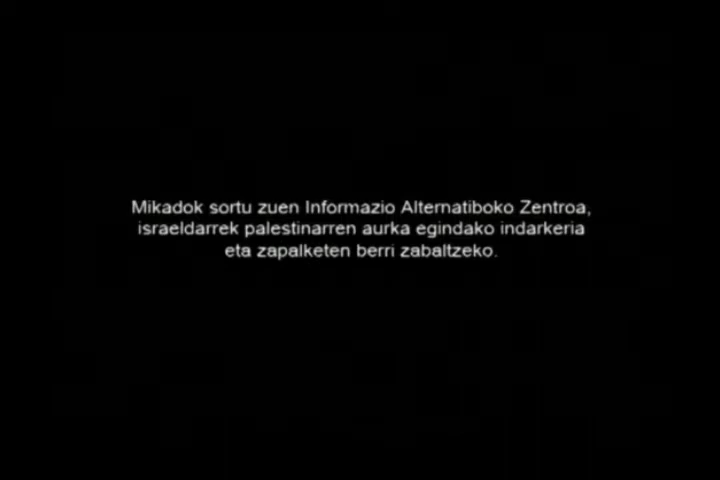 Mikadok sortu zuen Informazio Alternatiboko Zentroa,
israeldarrek palestinarren aurka egindako indarkeria
eta zapalketen berri zabaltzeko.